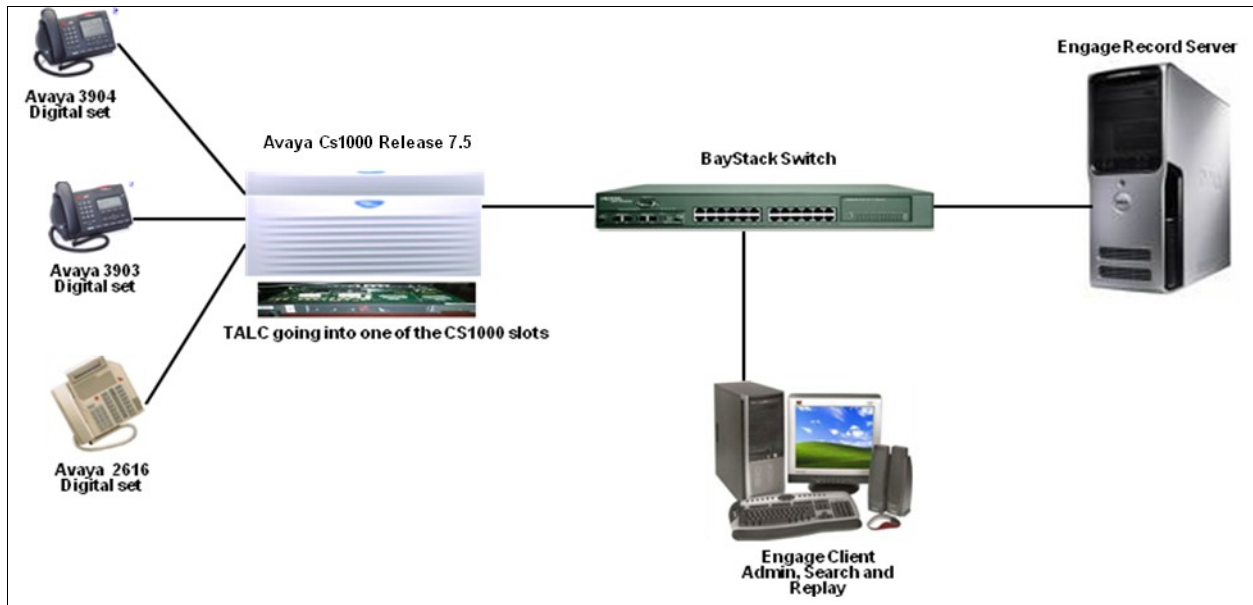 Avaya 3904
Digital set
Avaya 3903
Digital set
Avaya 2616
Digital set
Avaya Cs1000 Release 7.5
TALC going into one of the CS1000 slots
BayStack Switch
Engage Record Server
Engage Client
Admin, Search and
Replay